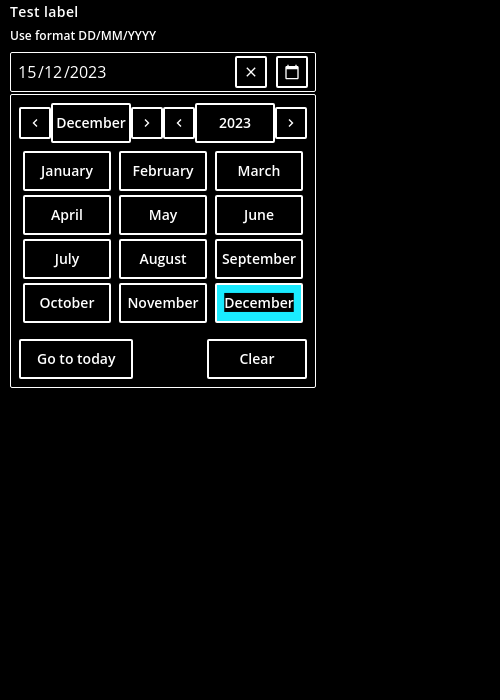 Test label
Use format DD/MM/YYYY
15/12/2023
December 2023
January February March
April May June
July August September
October November December
Go to today Clear